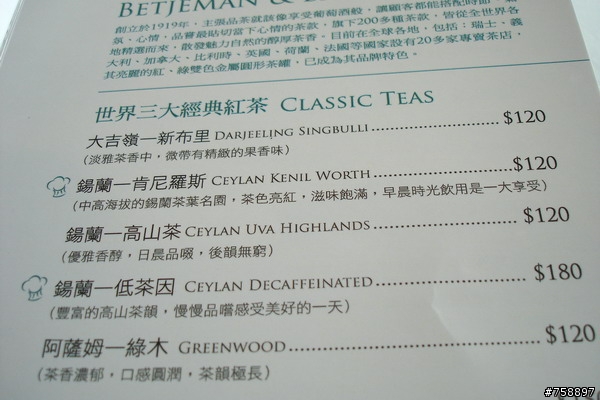 BETJEMAN &
創立於1919年，主張品茶就該像享受葡萄酒般，讓顧客都能搭配時節、
氛、心情，品嘗最貼切當下心情的茶款，旗下200多種茶款，皆從全世界各
地精選而來，散發魅力自然的醇厚茶香。目前在全球各地，包括：瑞士、義
大利、加拿大、比利時、英國、荷蘭、法國等國家設有20多家專賣茶店，
其亮麗的紅、綠雙色金屬圓形茶罐，已成為其品牌特色。
世界三大經典紅茶 CLASSIC TEAS
大吉嶺—新布里 DARJEELING SINGBULLI........................$120
（淡雅茶香中，微帶有精緻的果香味）
錫蘭—肯尼羅斯 CEYLAN KENIL WORTH........................$120
（中高海拔的錫蘭茶葉名園，茶色亮紅，滋味飽滿，早晨時光飲用是一大享受）
錫蘭—高山茶 CEYLAN UVA HIGHLANDS........................$120
（優雅香醇，日晨品啜，後韻無窮）
錫蘭—低茶因 CEYLAN DECAFFEINATED........................$180
（豐富的高山茶韻，慢慢品嚐感受美好的一天）
阿薩姆—綠木 GREENWOOD........................$120
（茶香濃郁，口感圓潤，茶韻極長）
#758897